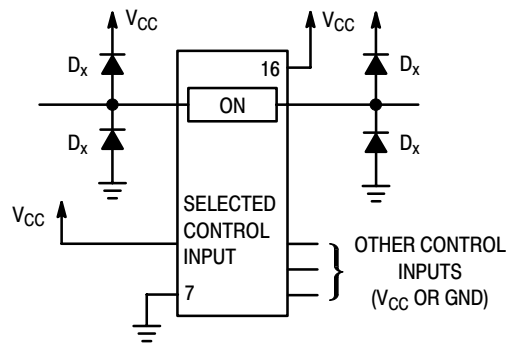 VCC
VCC
Dx
Dx
16
ON
Dx
Dx
VCC
SELECTED
CONTROL
INPUT
OTHER CONTROL
INPUTS
(VCC OR GND)
7